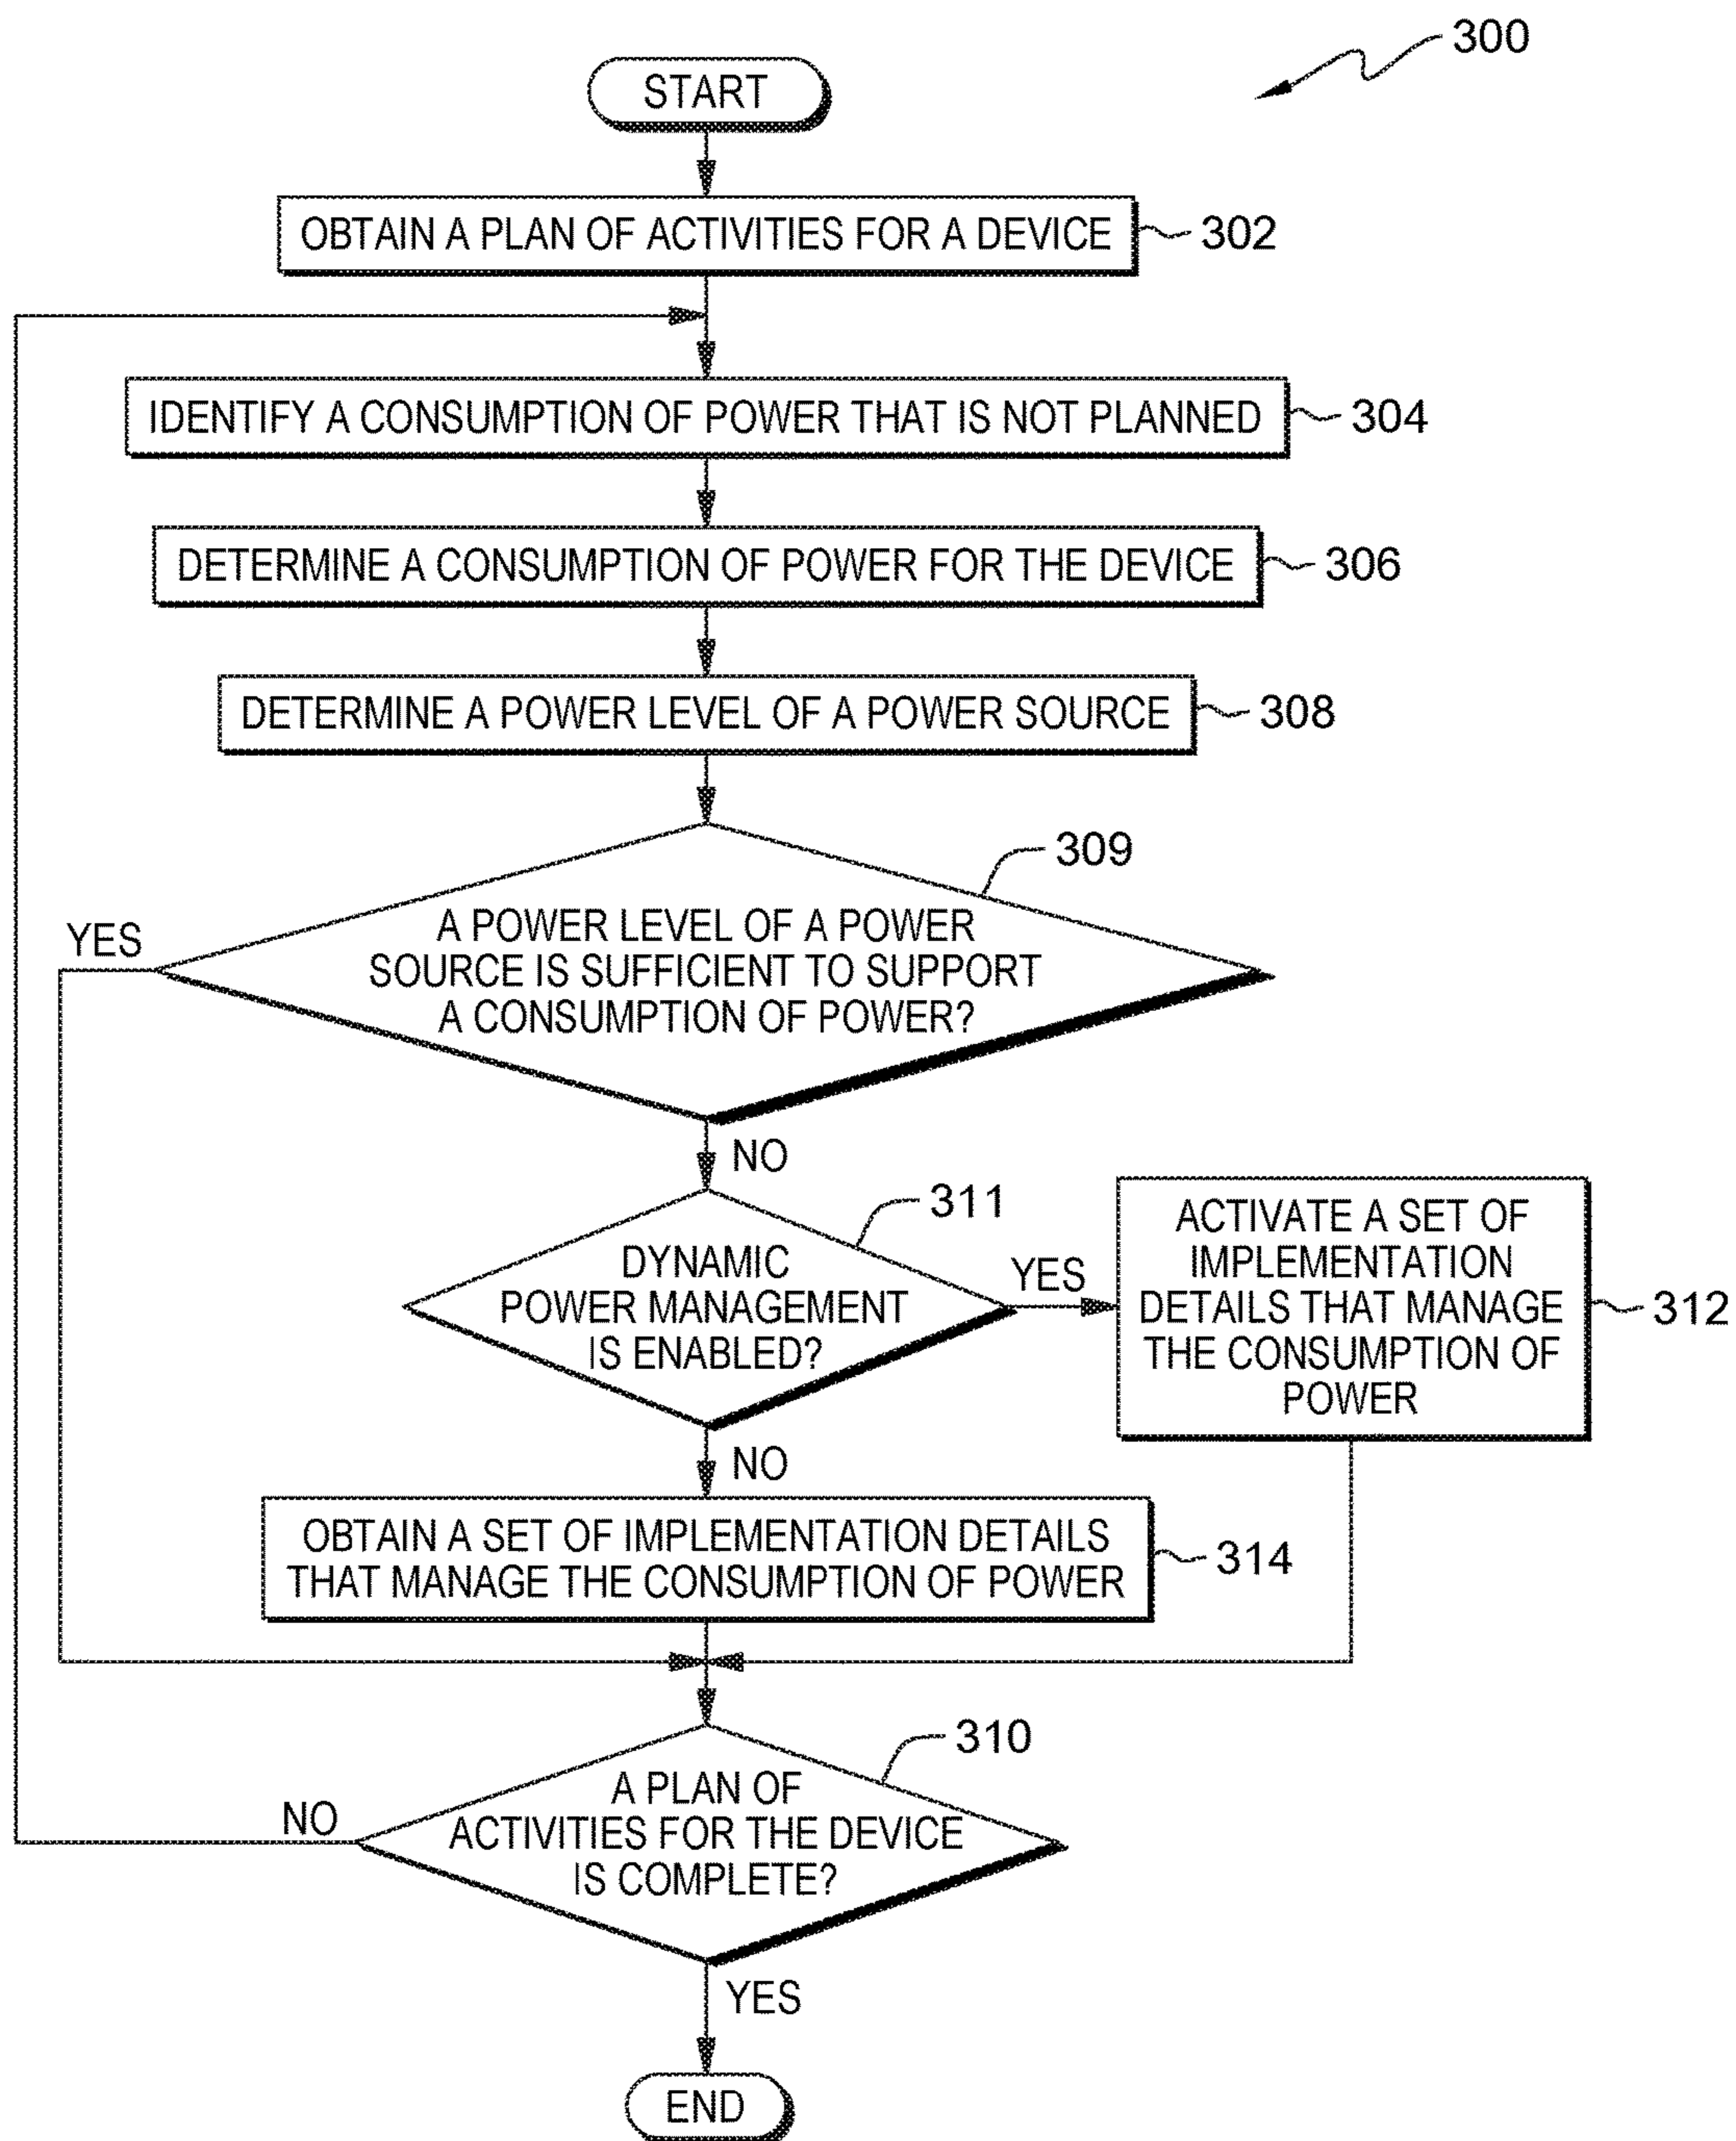 300
START
OBTAIN A PLAN OF ACTIVITIES FOR A DEVICE
302
IDENTIFY A CONSUMPTION OF POWER THAT IS NOT PLANNED
304
DETERMINE A CONSUMPTION OF POWER FOR THE DEVICE
306
DETERMINE A POWER LEVEL OF A POWER SOURCE
308
309
A POWER LEVEL OF A POWER
SOURCE IS SUFFICIENT TO SUPPORT
A CONSUMPTION OF POWER?
YES
NO
311
DYNAMIC
POWER MANAGEMENT
IS ENABLED?
YES
ACTIVATE A SET OF
IMPLEMENTATION
DETAILS THAT MANAGE
THE CONSUMPTION OF
POWER
312
NO
OBTAIN A SET OF IMPLEMENTATION DETAILS
THAT MANAGE THE CONSUMPTION OF POWER
314
310
A PLAN OF
ACTIVITIES FOR THE DEVICE
IS COMPLETE?
NO
YES
END